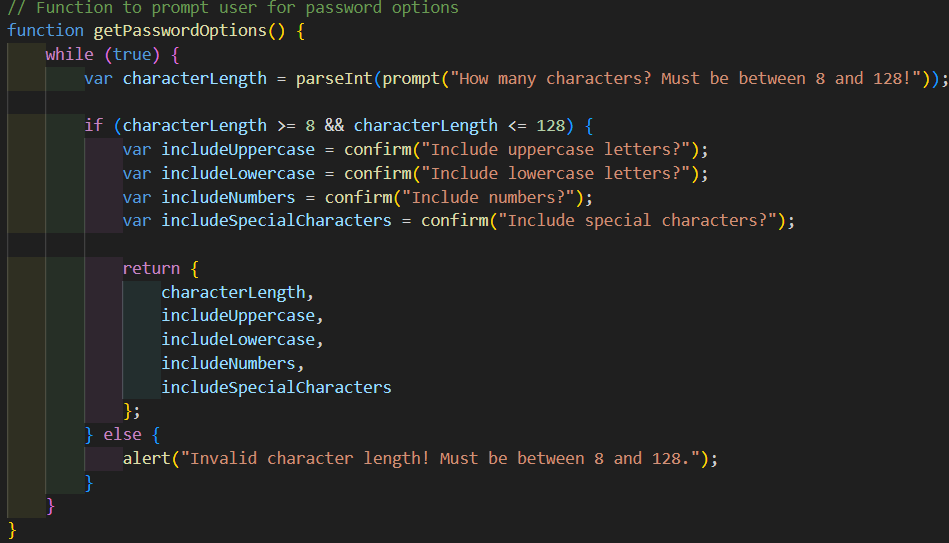 // Function to prompt user for password options
function getPasswordOptions() {
    while (true) {
        var characterLength = parseInt(prompt("How many characters? Must be between 8 and 128!"));

        if (characterLength >= 8 && characterLength <= 128) {
            var includeUppercase = confirm("Include uppercase letters?");
            var includeLowercase = confirm("Include lowercase letters?");
            var includeNumbers = confirm("Include numbers?");
            var includeSpecialCharacters = confirm("Include special characters?");

            return {
                characterLength,
                includeUppercase,
                includeLowercase,
                includeNumbers,
                includeSpecialCharacters
            };
        } else {
            alert("Invalid character length! Must be between 8 and 128.");
        }
    }
}